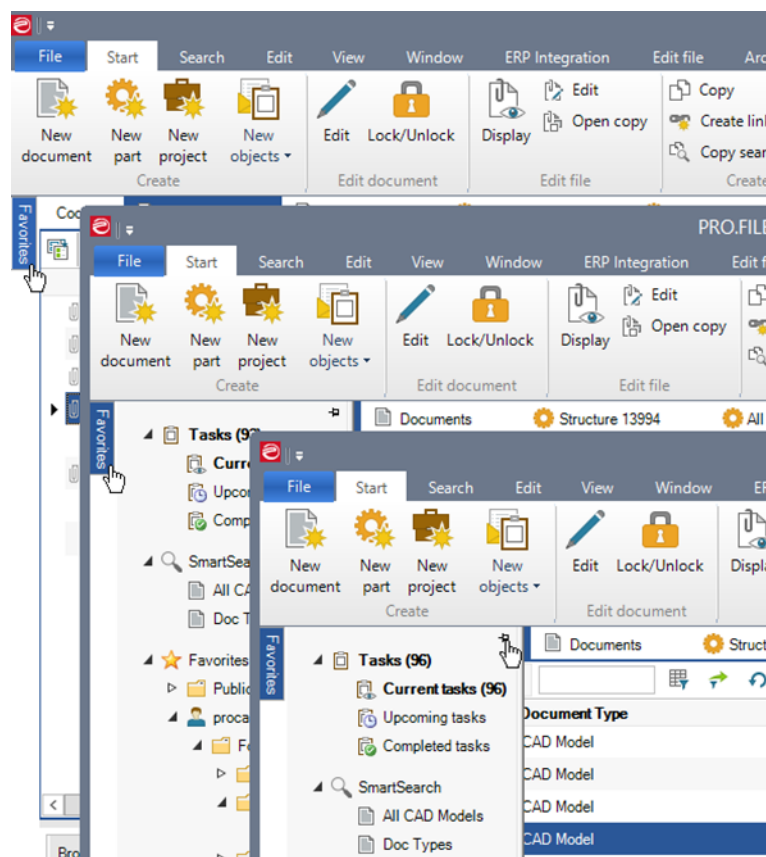 File Start Search Edit View Window ERP Integration Edit file
New document New part New project New objects Edit Lock/Unlock Display Edit Open copy Copy
Create link
Create Edit document Edit file Create
Favorites
PRO.FILE
File Start Search Edit View Window ERP Integration
New document New part New project New objects Edit Lock/Unlock Display Edit Open copy
Create Edit document Edit file
Favorites
Documents Structure 13994 All
Tasks
SmartSearch
Favorites
File Start Search Edit View Window
New document New part New project New objects Edit Lock/Unlock
Create Edit document
Favorites
Documents
Tasks (96)
Current tasks (96)
Upcoming tasks
Completed tasks
SmartSearch
All CAD Models
Doc Types
Document Type
CAD Model
CAD Model
CAD Model
CAD Model